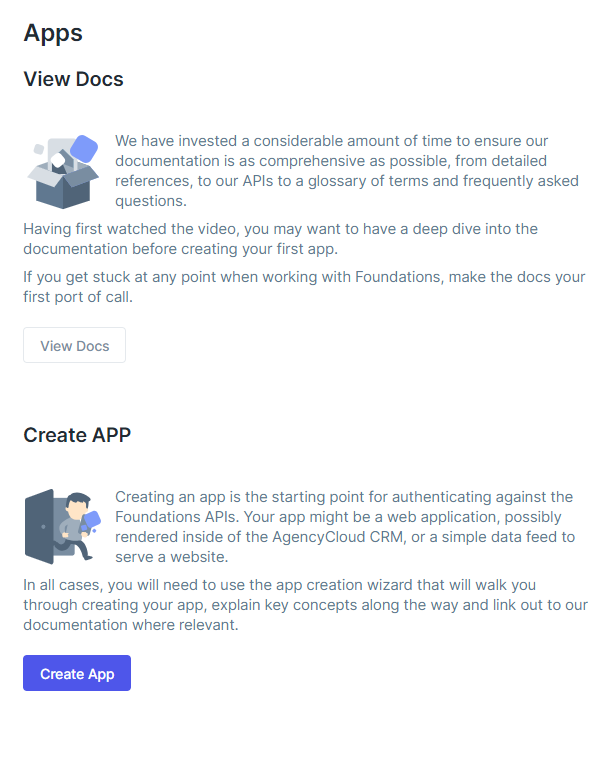 Apps
View Docs
We have invested a considerable amount of time to ensure our
documentation is as comprehensive as possible, from detailed
references, to our APIs to a glossary of terms and frequently asked
questions.
Having first watched the video, you may want to have a deep dive into the
documentation before creating your first app.
If you get stuck at any point when working with Foundations, make the docs your
first port of call.
View Docs
Create APP
Creating an app is the starting point for authenticating against the
Foundations APIs. Your app might be a web application, possibly
rendered inside of the AgencyCloud CRM, or a simple data feed to
serve a website.
In all cases, you will need to use the app creation wizard that will walk you
through creating your app, explain key concepts along the way and link out to our
documentation where relevant.
Create App